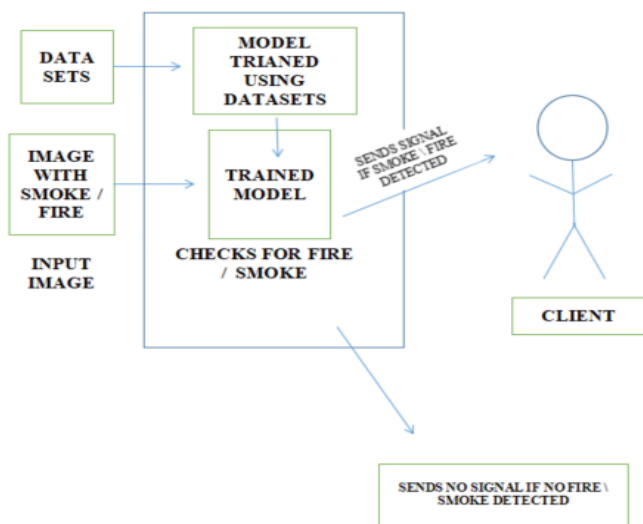 DATA
SETS
MODEL
TRIANED
USING
DATASETS
IMAGE
WITH
SMOKE /
FIRE
TRAINED
MODEL
SENDS SIGNAL
IF SMOKE \ FIRE
DETECTED
CHECKS FOR FIRE
/ SMOKE
INPUT
IMAGE
CLIENT
SENDS NO SIGNAL IF NO FIRE \
SMOKE DETECTED